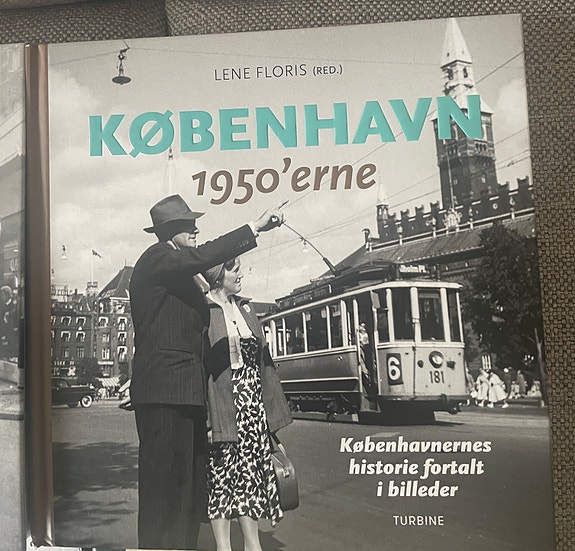 LENE FLORIS (RED.)
KØBENHAVN
1950'erne
6
181
Københavnernes
historie fortalt
i billeder
TURBINE